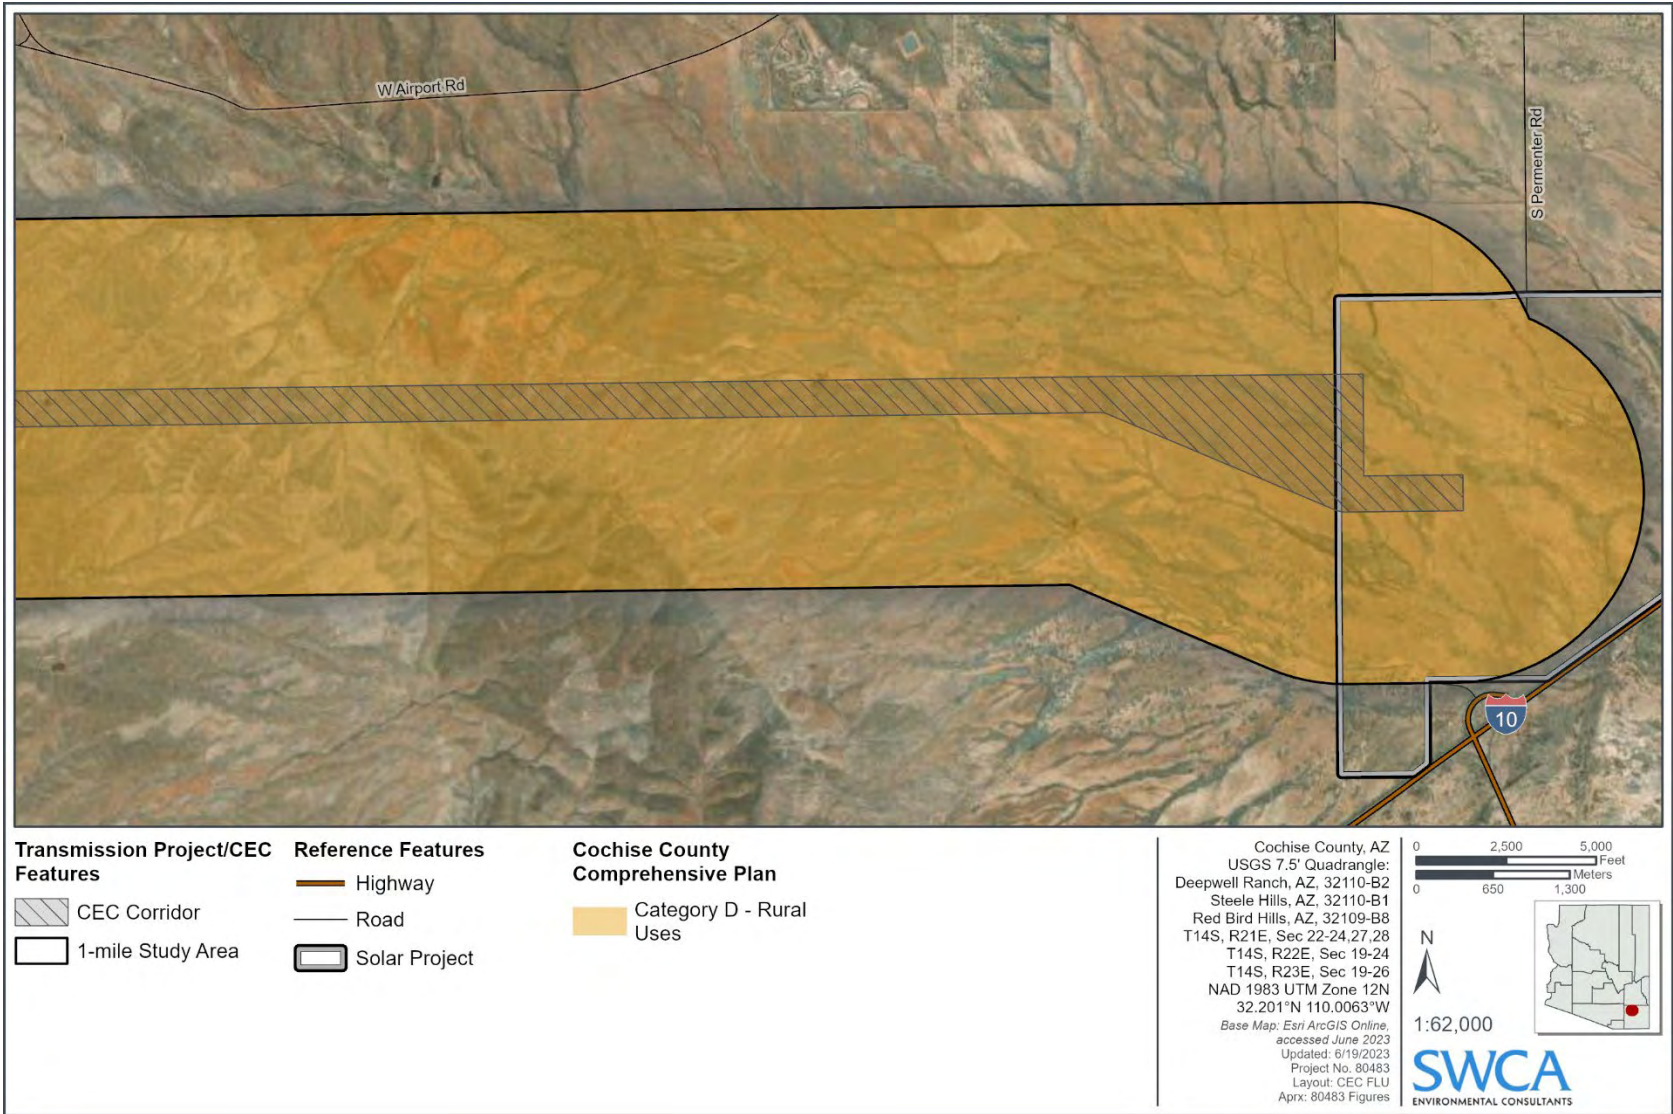 W Airport Rd
S Permenter Rd
10
Transmission Project/CEC
Features
CEC Corridor
1-mile Study Area
Reference Features
Highway
Road
Solar Project
Cochise County
Comprehensive Plan
Category D - Rural
Uses
Cochise County, AZ
USGS 7.5' Quadrangle:
Deepwell Ranch, AZ, 32110-B2
Steele Hills, AZ, 32110-B1
Red Bird Hills, AZ, 32109-B8
T14S, R21E, Sec 22-24,27,28
T14S, R22E, Sec 19-24
T14S, R23E, Sec 19-26
NAD 1983 UTM Zone 12N
32.201°N 110.0063°W
Base Map: Esri ArcGIS Online,
accessed June 2023
Updated: 6/19/2023
Project No. 80483
Layout: CEC FLU
Aprx: 80483 Figures
0 2,500 5,000
Feet
Meters
0 650 1,300
N
1:62,000
SWCA
ENVIRONMENTAL CONSULTANTS